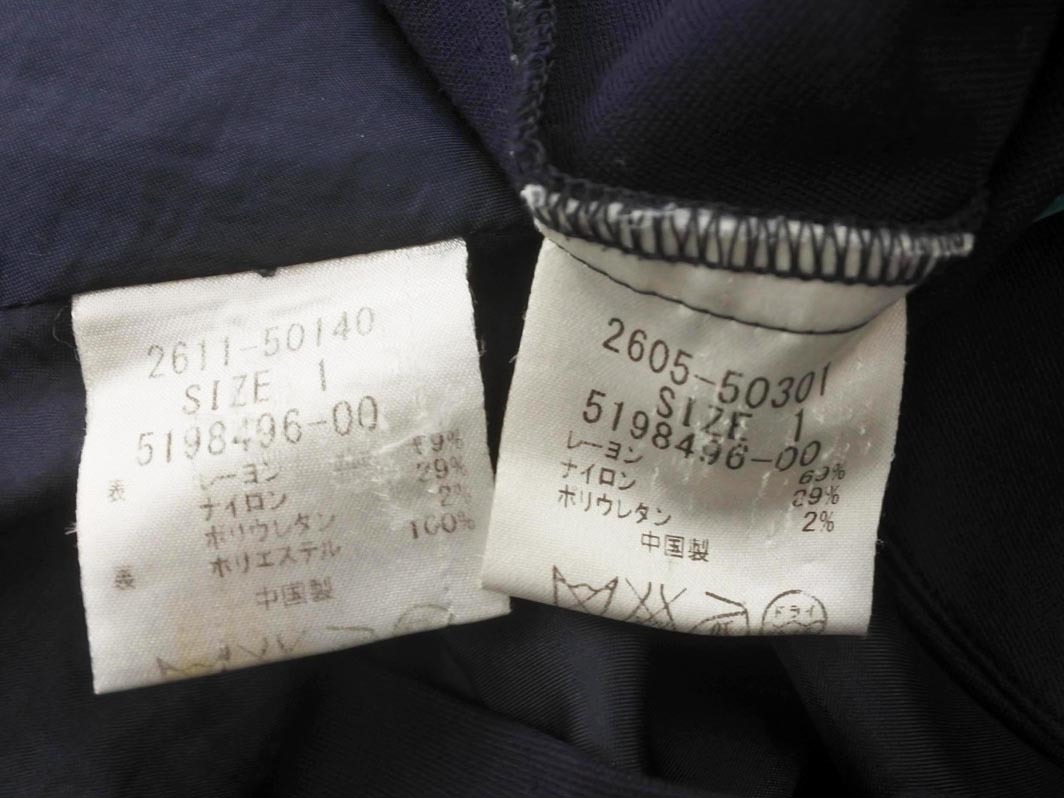 2611-50140
SIZE 1
5198496-00
表 レーヨン
ナイロン 29%
ポリウレタン 2%
ポリエステル 100%
中国製
2605-50301
SIZE 1
5198496-00
レーヨン 69%
ナイロン 29%
ポリウレタン 2%
中国製
ドライ